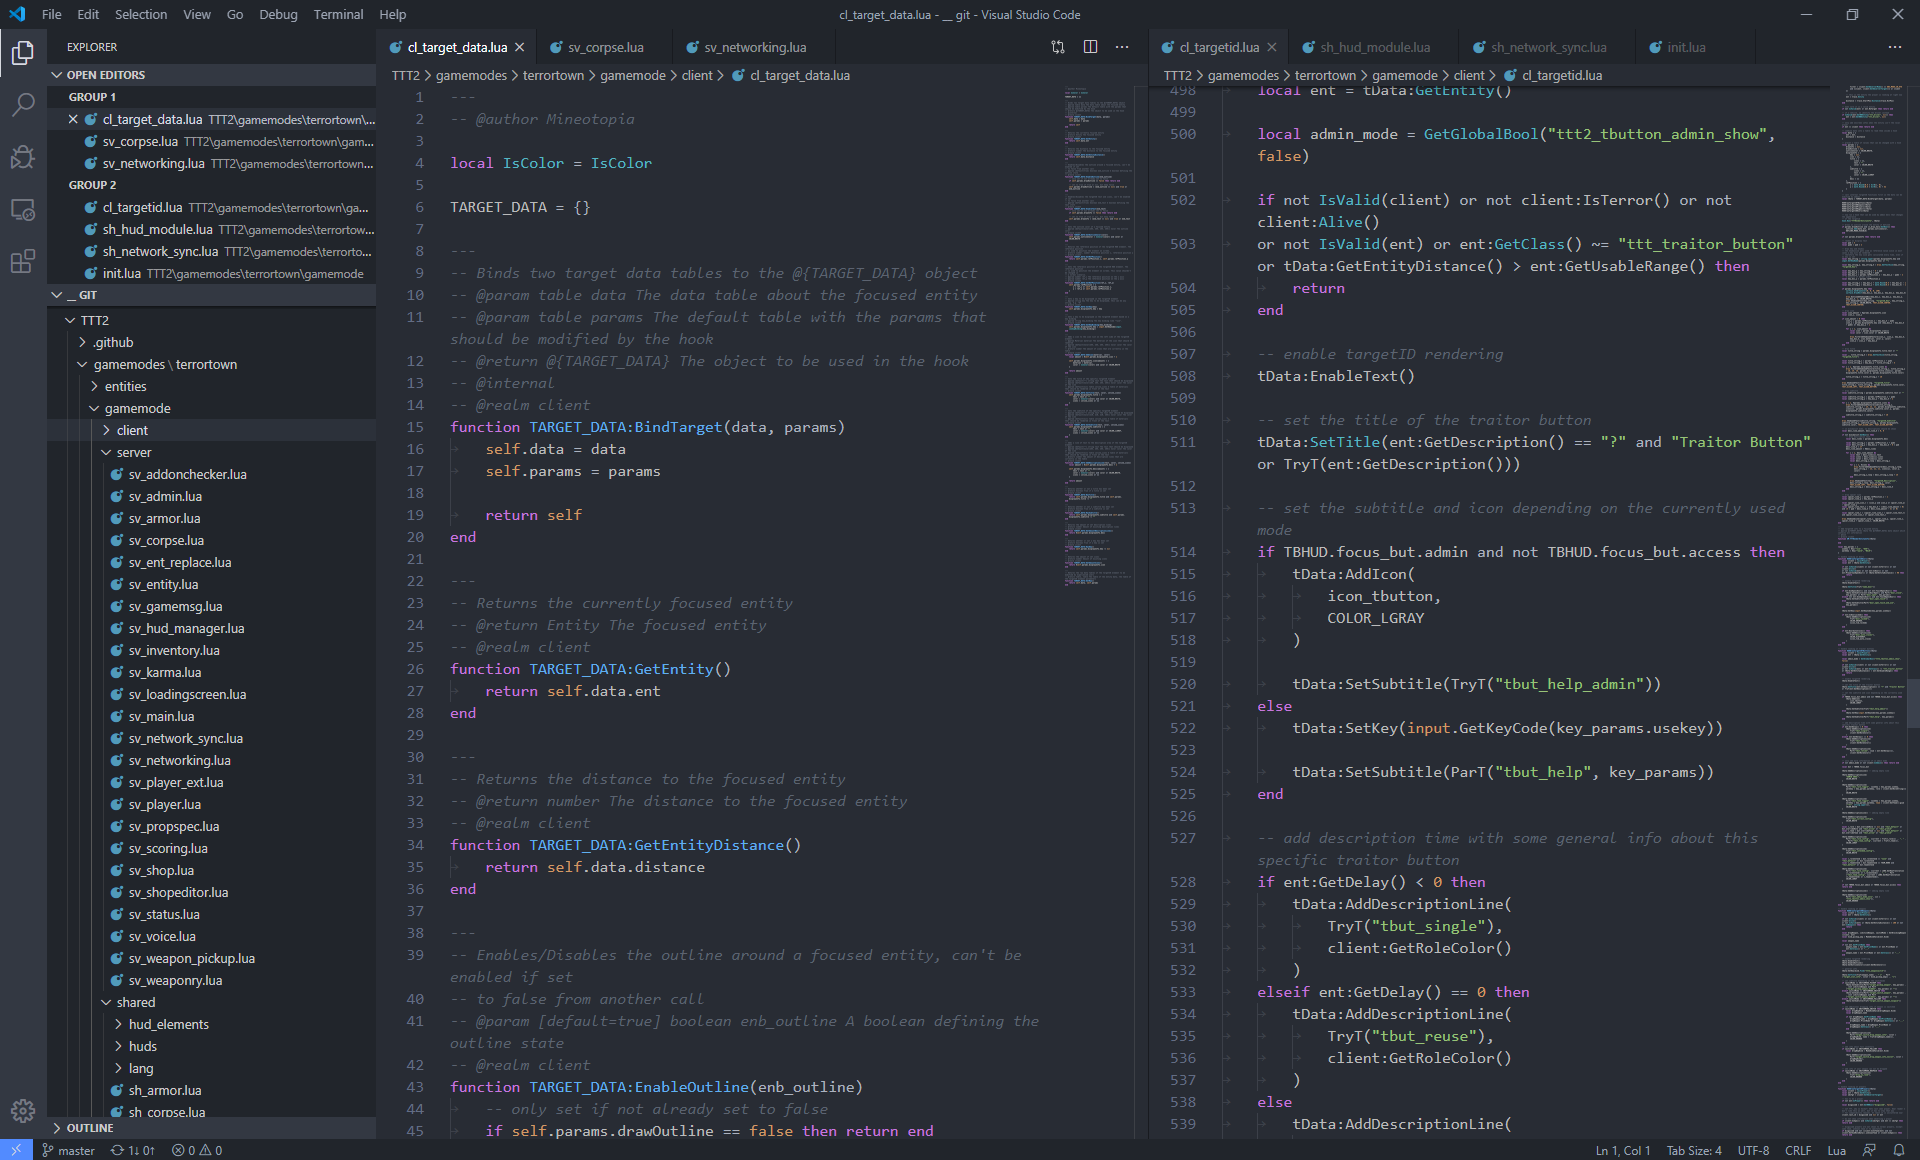 File Edit Selection View Go Debug Terminal Help
cl_target_data.lua - __ git - Visual Studio Code
EXPLORER
OPEN EDITORS
GROUP 1
cl_target_data.lua TTT2\gamemodes\terrortown\...
sv_corpse.lua TTT2\gamemodes\terrortown\gam...
sv_networking.lua TTT2\gamemodes\terrortown...
GROUP 2
cl_targetid.lua TTT2\gamemodes\terrortown\ga...
sh_hud_module.lua TTT2\gamemodes\terrortow...
sh_network_sync.lua TTT2\gamemodes\terrorto...
init.lua TTT2\gamemodes\terrortown\gamemode
__ GIT
TTT2
.github
gamemodes \ terrortown
entities
gamemode
client
server
sv_addonchecker.lua
sv_admin.lua
sv_armor.lua
sv_corpse.lua
sv_ent_replace.lua
sv_entity.lua
sv_gamemsg.lua
sv_hud_manager.lua
sv_inventory.lua
sv_karma.lua
sv_loadingscreen.lua
sv_main.lua
sv_network_sync.lua
sv_networking.lua
sv_player_ext.lua
sv_player.lua
sv_propspec.lua
sv_scoring.lua
sv_shop.lua
sv_shopeditor.lua
sv_status.lua
sv_voice.lua
sv_weapon_pickup.lua
sv_weaponry.lua
shared
hud_elements
huds
lang
sh_armor.lua
sh_corpse.lua
OUTLINE
cl_target_data.lua sv_corpse.lua sv_networking.lua
TTT2 > gamemodes > terrortown > gamemode > client > cl_target_data.lua
1 ---
2 -- @author Mineotopia
3
4 local IsColor = IsColor
5
6 TARGET_DATA = {}
7
8 ---
9 -- Binds two target data tables to the @{TARGET_DATA} object
10 -- @param table data The data table about the focused entity
11 -- @param table params The default table with the params that
should be modified by the hook
12 -- @return @{TARGET_DATA} The object to be used in the hook
13 -- @internal
14 -- @realm client
15 function TARGET_DATA:BindTarget(data, params)
16 self.data = data
17 self.params = params
18
19 return self
20 end
21
22 ---
23 -- Returns the currently focused entity
24 -- @return Entity The focused entity
25 -- @realm client
26 function TARGET_DATA:GetEntity()
27 return self.data.ent
28 end
29
30 ---
31 -- Returns the distance to the focused entity
32 -- @return number The distance to the focused entity
33 -- @realm client
34 function TARGET_DATA:GetEntityDistance()
35 return self.data.distance
36 end
37
38 ---
39 -- Enables/Disables the outline around a focused entity, can't be
enabled if set
40 -- to false from another call
41 -- @param [default=true] boolean enb_outline A boolean defining the
outline state
42 -- @realm client
43 function TARGET_DATA:EnableOutline(enb_outline)
44 -- only set if not already set to false
45 if self.params.drawOutline == false then return end
cl_targetid.lua sh_hud_module.lua sh_network_sync.lua init.lua
TTT2 > gamemodes > terrortown > gamemode > client > cl_targetid.lua
498 local ent = tData:GetEntity()
499
500 local admin_mode = GetGlobalBool("ttt2_tbutton_admin_show",
false)
501
502 if not IsValid(client) or not client:IsTerror() or not
client:Alive()
503 or not IsValid(ent) or ent:GetClass() ~= "ttt_traitor_button"
or tData:GetEntityDistance() > ent:GetUsableRange() then
504 return
505 end
506
507 -- enable targetID rendering
508 tData:EnableText()
509
510 -- set the title of the traitor button
511 tData:SetTitle(ent:GetDescription() == "?" and "Traitor Button"
or TryT(ent:GetDescription()))
512
513 -- set the subtitle and icon depending on the currently used
mode
514 if TBHUD.focus_but.admin and not TBHUD.focus_but.access then
515 tData:AddIcon(
516 icon_tbutton,
517 COLOR_LGRAY
518 )
519
520 tData:SetSubtitle(TryT("tbut_help_admin"))
521 else
522 tData:SetKey(input.GetKeyCode(key_params.usekey))
523
524 tData:SetSubtitle(ParT("tbut_help", key_params))
525 end
526
527 -- add description time with some general info about this
specific traitor button
528 if ent:GetDelay() < 0 then
529 tData:AddDescriptionLine(
530 TryT("tbut_single"),
531 client:GetRoleColor()
532 )
533 elseif ent:GetDelay() == 0 then
534 tData:AddDescriptionLine(
535 TryT("tbut_reuse"),
536 client:GetRoleColor()
537 )
538 else
539 tData:AddDescriptionLine(
master 1↓ 0↑ 0 0
Ln 1, Col 1 Tab Size: 4 UTF-8 CRLF Lua